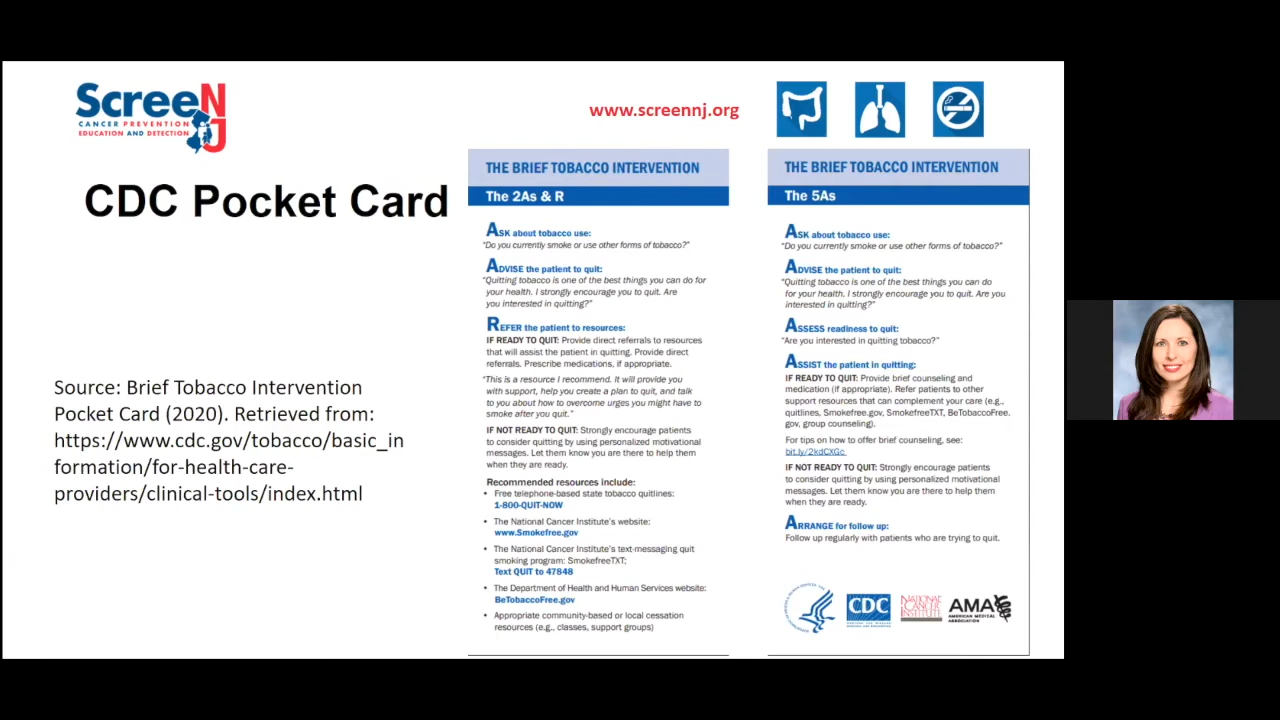 ScreeNJ
CANCER PREVENTION
EDUCATION AND DETECTION
www.screennj.org
CDC Pocket Card
Source: Brief Tobacco Intervention
Pocket Card (2020). Retrieved from:
https://www.cdc.gov/tobacco/basic_in
formation/for-health-care-
providers/clinical-tools/index.html
THE BRIEF TOBACCO INTERVENTION
The 2As & R
ASK about tobacco use:
"Do you currently smoke or use other forms of tobacco?"
ADVISE the patient to quit:
"Quitting tobacco is one of the best things you can do for
your health. I strongly encourage you to quit. Are
you interested in quitting?"
REFER the patient to resources:
IF READY TO QUIT: Provide direct referrals to resources
that will assist the patient in quitting. Provide direct
referrals. Prescribe medications, if appropriate.
"This is a resource I recommend. It will provide you
with support, help you create a plan to quit, and talk
to you about how to overcome urges you might have to
smoke after you quit."
IF NOT READY TO QUIT: Strongly encourage patients
to consider quitting by using personalized motivational
messages. Let them know you are there to help them
when they are ready.
Recommended resources include:
• Free telephone-based state tobacco quitlines:
1-800-QUIT-NOW
• The National Cancer Institute's website:
www.Smokefree.gov
• The National Cancer Institute's text-messaging quit
smoking program: SmokefreeTXT;
Text QUIT to 47848
• The Department of Health and Human Services website:
BeTobaccoFree.gov
• Appropriate community-based or local cessation
resources (e.g., classes, support groups)
THE BRIEF TOBACCO INTERVENTION
The 5As
ASK about tobacco use:
"Do you currently smoke or use other forms of tobacco?"
ADVISE the patient to quit:
"Quitting tobacco is one of the best things you can do
for your health. I strongly encourage you to quit. Are you
interested in quitting?"
ASSESS readiness to quit:
"Are you interested in quitting tobacco?"
ASSIST the patient in quitting:
IF READY TO QUIT: Provide brief counseling and
medication (if appropriate). Refer patients to other
support resources that can complement your care (e.g.,
quitlines, Smokefree.gov, SmokefreeTXT, BeTobaccoFree.
gov, group counseling).
For tips on how to offer brief counseling, see:
bit.ly/2kdCXGc
IF NOT READY TO QUIT: Strongly encourage patients
to consider quitting by using personalized motivational
messages. Let them know you are there to help them
when they are ready.
ARRANGE for follow up:
Follow up regularly with patients who are trying to quit.
CDC
NATIONAL
CANCER
INSTITUTE
AMA
AMERICAN MEDICAL
ASSOCIATION